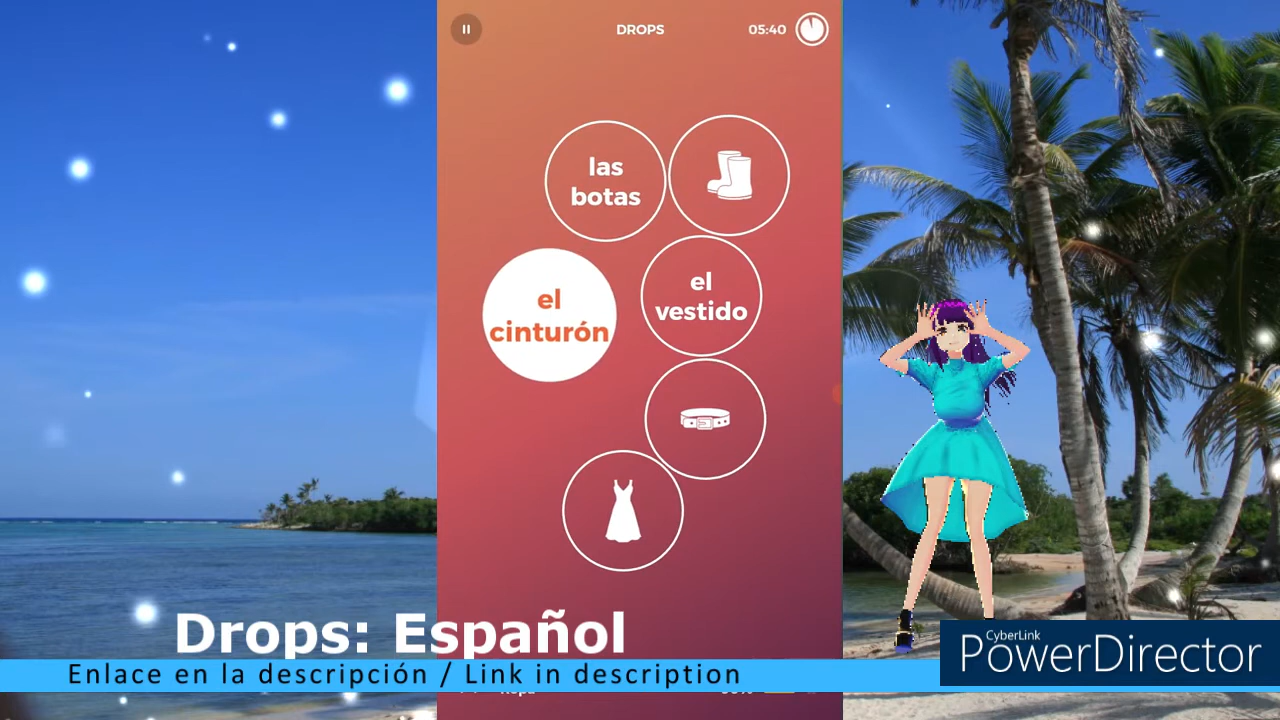 DROPS
05:40
las
botas
el
cinturón
el
vestido
Drops: Español
Enlace en la descripción / Link in description
CyberLink
PowerDirector